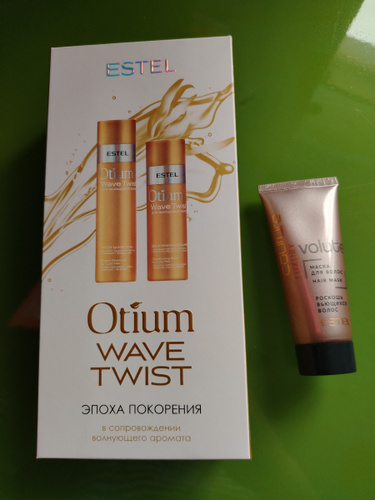 ESTEL
ESTEL
Otium
Wave Twist
ESTEL
Otium
Wave Twist
Otium
WAVE
TWIST
ЭПОХА ПОКОРЕНИЯ
в сопровождении
волнующего аромата
volute
МАСКА
ДЛЯ ВОЛОС
HAIR MASK
РОСКОШЬ
ВЬЮЩИХСЯ
ВОЛОС